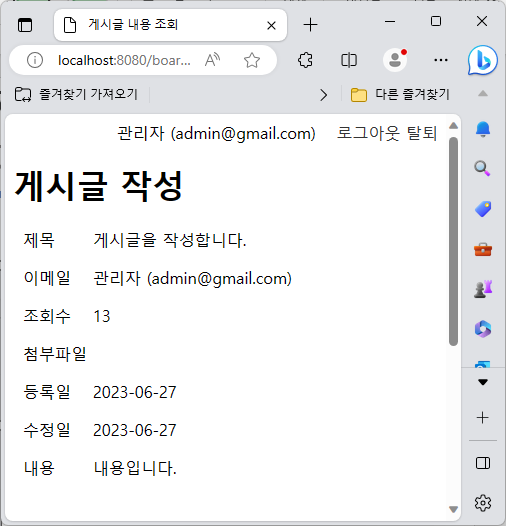 게시글 내용 조회
localhost:8080/boar...
즐겨찾기 가져오기
다른 즐겨찾기
관리자 (admin@gmail.com) 로그아웃 탈퇴
게시글 작성
제목 게시글을 작성합니다.
이메일 관리자 (admin@gmail.com)
조회수 13
첨부파일
등록일 2023-06-27
수정일 2023-06-27
내용 내용입니다.